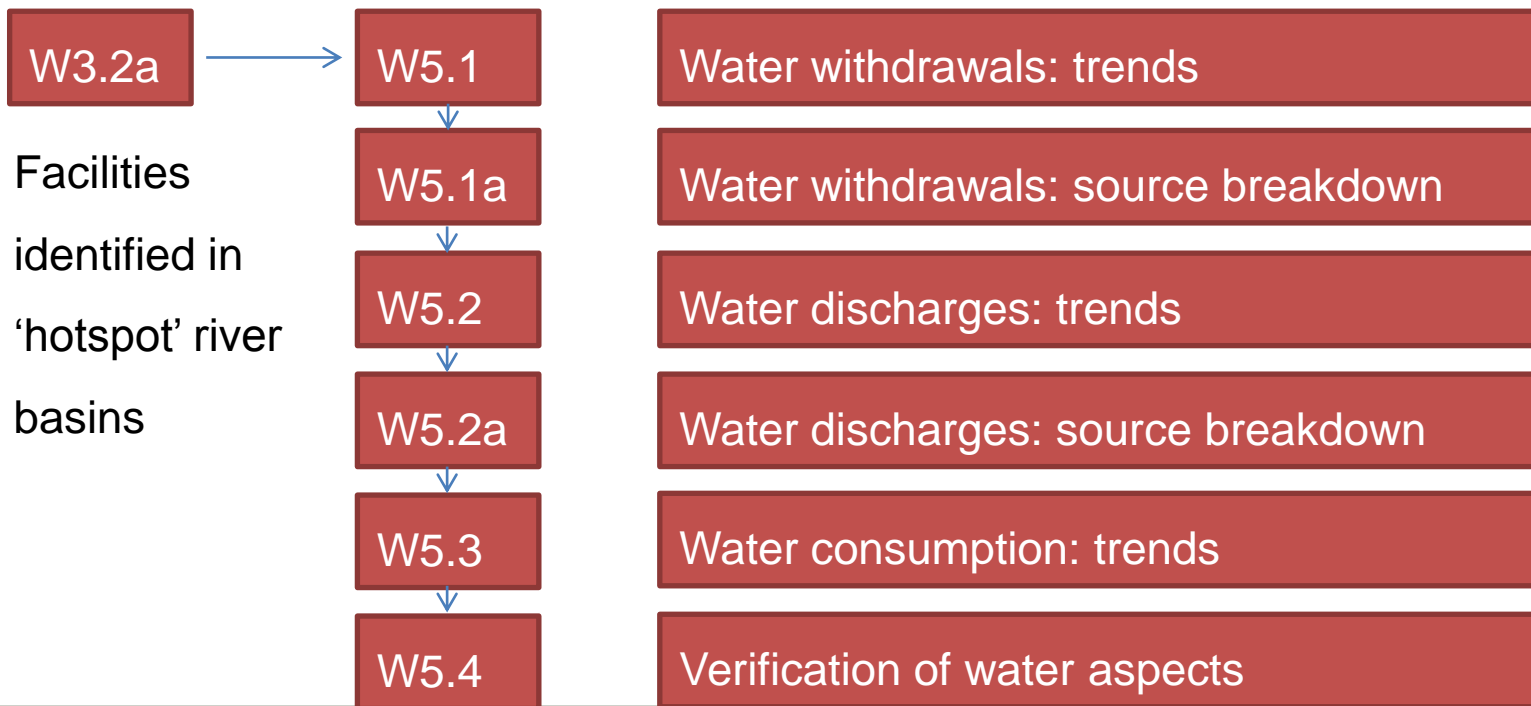 W3.2a
W5.1
Water withdrawals: trends
Facilities
identified in
‘hotspot’ river
basins
W5.1a
Water withdrawals: source breakdown
W5.2
Water discharges: trends
W5.2a
Water discharges: source breakdown
W5.3
Water consumption: trends
W5.4
Verification of water aspects